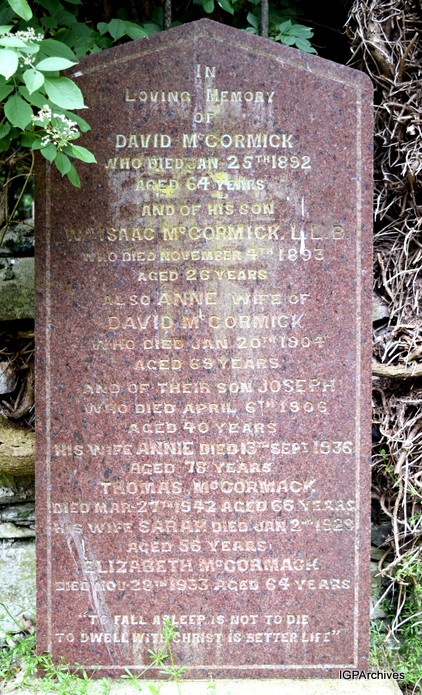 IN
LOVING MEMORY
OF
DAVID McCORMICK
WHO DIED JAN 25TH 1892
AGED 64 YEARS
AND OF HIS SON
WM ISAAC McCORMICK, L.L.B
WHO DIED NOVEMBER 4TH 1893
AGED 26 YEARS
ALSO ANNE WIFE OF
DAVID McCORMICK
WHO DIED JAN 20TH 1904
AGED 69 YEARS
AND OF THEIR SON JOSEPH
WHO DIED APRIL 6TH 1906
AGED 40 YEARS
HIS WIFE ANNIE DIED 13TH SEPT 1936
AGED 78 YEARS
THOMAS McCORMACK
DIED MAR. 27TH 1942 AGED 66 YEARS
HIS WIFE SARAH DIED JAN 2ND 1928
AGED 56 YEARS
ELIZABETH McCORMACK
DIED NOV. 28TH 1933 AGED 64 YEARS
"TO FALL ASLEEP IS NOT TO DIE
TO DWELL WITH CHRIST IS BETTER LIFE"
IGPArchives